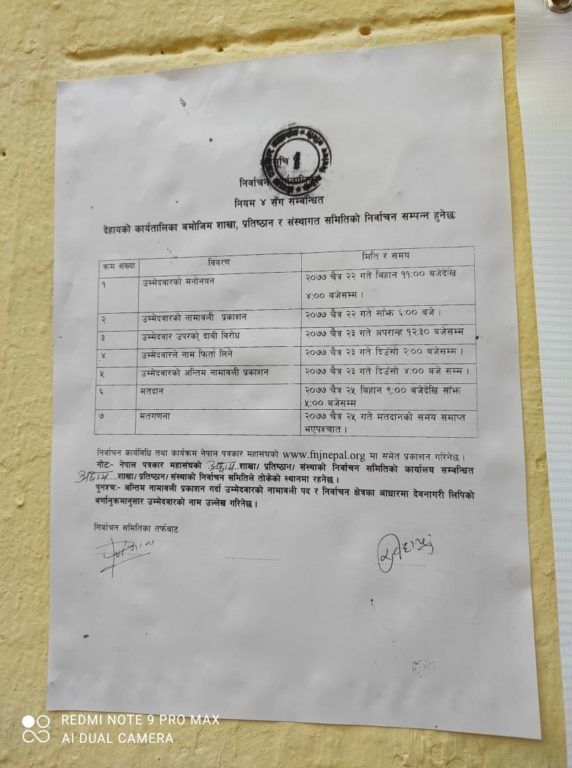 1
निर्वाचन
नियम ४ सँग सम्बन्धित
देहायको कार्यतालिका बमोजिम शाखा, प्रतिष्ठान र संस्थागत समितिको निर्वाचन सम्पन्न हुनेछ
क्रम संख्या विवरण मिति र समय
१ उम्मेदवारको मनोनयन २०७७ चैत्र २२ गते बिहान ११:०० बजेदेखि
४:०० बजेसम्म ।
२ उम्मेदवारको नामावली प्रकाशन २०७७ चैत्र २२ गते साँझ ६:०० बजे ।
३ उम्मेदवार उपरको दावी विरोध २०७७ चैत्र २३ गते अपरान्ह १२:३० बजेसम्म
४ उम्मेदवारले नाम फिर्ता लिने २०७७ चैत्र २३ गते दिउँसो २:०० बजेसम्म ।
५ उम्मेदवारको अन्तिम नामावली प्रकाशन २०७७ चैत्र २३ गते दिउँसो ४:०० बजे सम्म ।
६ मतदान २०७७ चैत्र २५ बिहान ९:०० बजेदेखि साँझ
५:०० बजेसम्म
७ मतगणना २०७७ चैत्र २५ गते मतदानको समय समाप्त
भएपश्चात ।
निर्वाचन कार्यविधि तथा कार्यक्रम नेपाल पत्रकार महासंघको www.fnjnepal.org मा समेत प्रकाशन गरिनेछ ।
नोटः- नेपाल पत्रकार महासंघको अछाम शाखा/ प्रतिष्ठान/ संस्थाको निर्वाचन समितिको कार्यालय सम्बन्धित
अछाम शाखा/ प्रतिष्ठान/ संस्थाको निर्वाचन समितिले तोकेको स्थानमा रहनेछ ।
पुनश्चः- अन्तिम नामावली प्रकाशन गर्दा उम्मेदवारको नामावली पद र निर्वाचन क्षेत्रका आधारमा देवनागरी लिपिको
वर्णानुक्रमानुसार उम्मेदवारको नाम उल्लेख गरिनेछ ।
निर्वाचन समितिका तर्फबाट
REDMI NOTE 9 PRO MAX
AI DUAL CAMERA